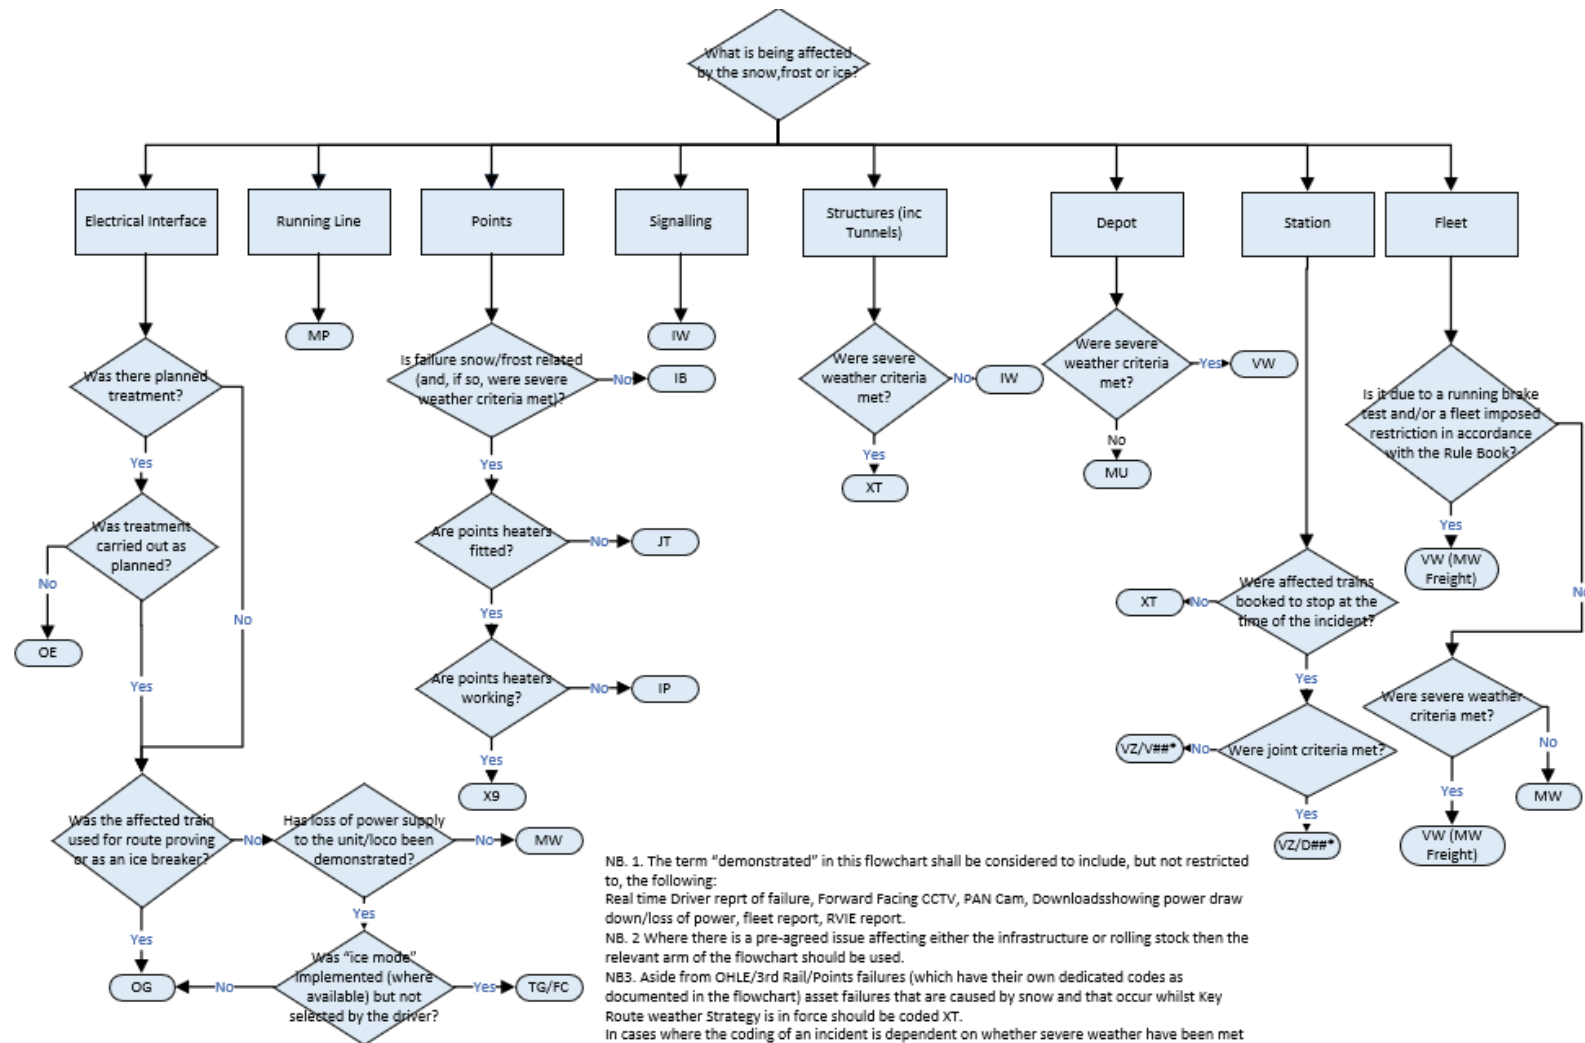 What is being affected
by the snow,frost or ice?
Electrical Interface
Running Line
Points
Signalling
Structures (inc
Tunnels)
Depot
Station
Fleet
MP
IW
Was there planned
treatment?
Is failure snow/frost related
(and, if so, were severe
weather criteria met)?
No
IB
Were severe
weather criteria
met?
No
IW
Were severe
weather criteria
met?
Yes
VW
Is it due to a running brake
test and/or a fleet imposed
restriction in accordance
with the Rule Book?
Yes
Yes
Yes
XT
No
MU
Was treatment
carried out as
planned?
Are points heaters
fitted?
No
JT
Yes
VW (MW
Freight)
No
No
OE
No
Yes
Were affected trains
booked to stop at the
time of the incident?
No
XT
Yes
Are points heaters
working?
No
IP
Yes
Were severe weather
criteria met?
Yes
X9
Were joint criteria met?
No
VZ/V##*
No
MW
Yes
VW (MW
Freight)
Yes
VZ/D##*
Was the affected train
used for route proving
or as an ice breaker?
No
Has loss of power supply
to the unit/loco been
demonstrated?
No
MW
Yes
Yes
OG
No
Was "ice mode"
implemented (where
available) but not
selected by the driver?
Yes
TG/FC
NB. 1. The term “demonstrated” in this flowchart shall be considered to include, but not restricted
to, the following:
Real time Driver reprt of failure, Forward Facing CCTV, PAN Cam, Downloadsshowing power draw
down/loss of power, fleet report, RVIE report.
NB. 2 Where there is a pre-agreed issue affecting either the infrastructure or rolling stock then the
relevant arm of the flowchart should be used.
NB3. Aside from OHLE/3rd Rail/Points failures (which have their own dedicated codes as
documented in the flowchart) asset failures that are caused by snow and that occur whilst Key
Route weather Strategy is in force should be coded XT.
In cases where the coding of an incident is dependent on whether severe weather have been met